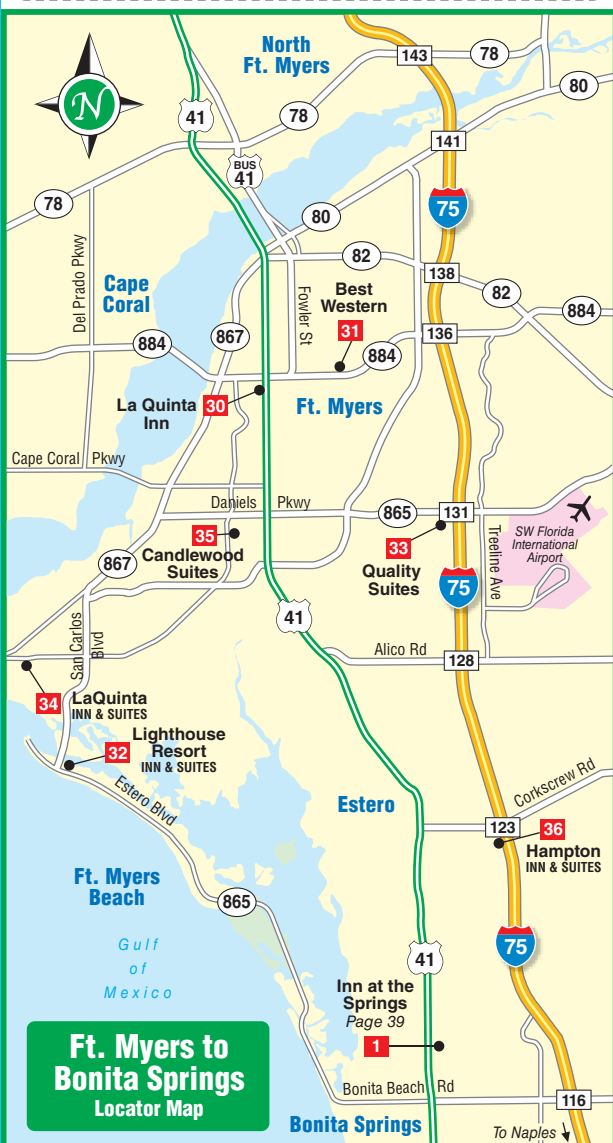 North
Ft. Myers
143
78
80
N
41
78
BUS
41
141
75
78
80
82
138
82
Del Prado Pkwy
Cape
Coral
Fowler St
Best
Western
31
884
884
867
136
884
La Quinta
Inn
30
Ft. Myers
Cape Coral Pkwy
Daniels Pkwy
865
131
SW Florida
International
Airport
35
Candlewood
Suites
33
Quality
Suites
Treeline Ave
867
75
41
San Carlos
Blvd
Alico Rd
128
34
LaQuinta
INN & SUITES
Lighthouse
Resort
INN & SUITES
32
Estero Blvd
Estero
Corkscrew Rd
123
36
Hampton
INN & SUITES
Ft. Myers
Beach
865
Gulf
of
Mexico
41
75
Inn at the
Springs
Page 39
1
Ft. Myers to
Bonita Springs
Locator Map
Bonita Beach Rd
116
Bonita Springs
To Naples